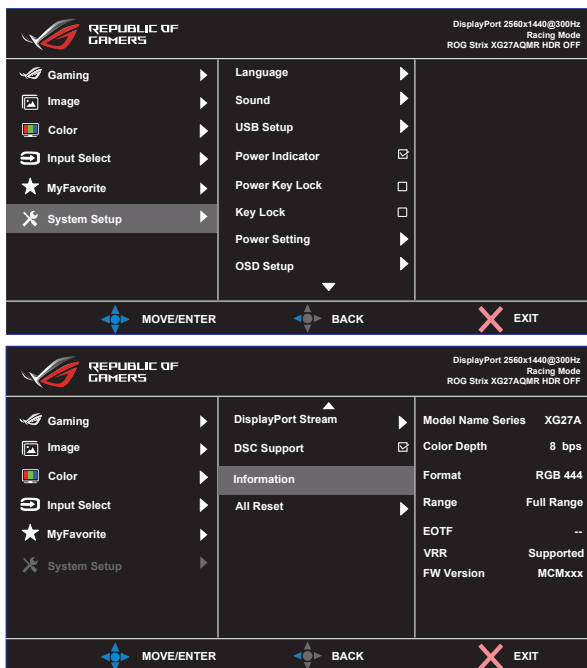 REPUBLIC OF
GAMERS
DisplayPort 2560x1440@300Hz
Racing Mode
ROG Strix XG27AQMR HDR OFF
Gaming
Image
Color
Input Select
MyFavorite
System Setup
Language
Sound
USB Setup
Power Indicator
Power Key Lock
Key Lock
Power Setting
OSD Setup
MOVE/ENTER
BACK
EXIT
REPUBLIC OF
GAMERS
DisplayPort 2560x1440@300Hz
Racing Mode
ROG Strix XG27AQMR HDR OFF
Gaming
Image
Color
Input Select
MyFavorite
System Setup
DisplayPort Stream
DSC Support
Information
All Reset
Model Name Series XG27A
Color Depth 8 bps
Format RGB 444
Range Full Range
EOTF --
VRR Supported
FW Version MCMxxx
MOVE/ENTER
BACK
EXIT